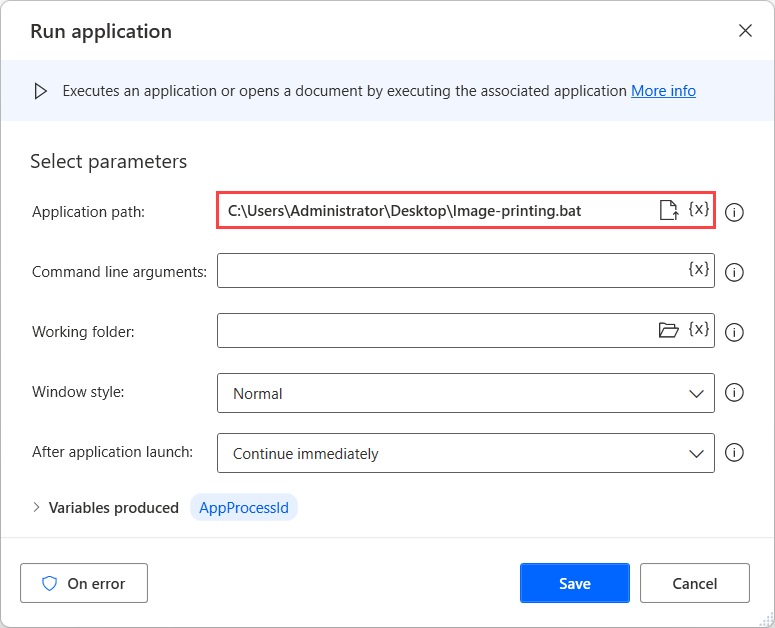 Run application
Executes an application or opens a document by executing the associated application More info
Select parameters
Application path: C:\Users\Administrator\Desktop\Image-printing.bat {x}
Command line arguments: {x}
Working folder: {x}
Window style: Normal
After application launch: Continue immediately
Variables produced AppProcessId
On error Save Cancel